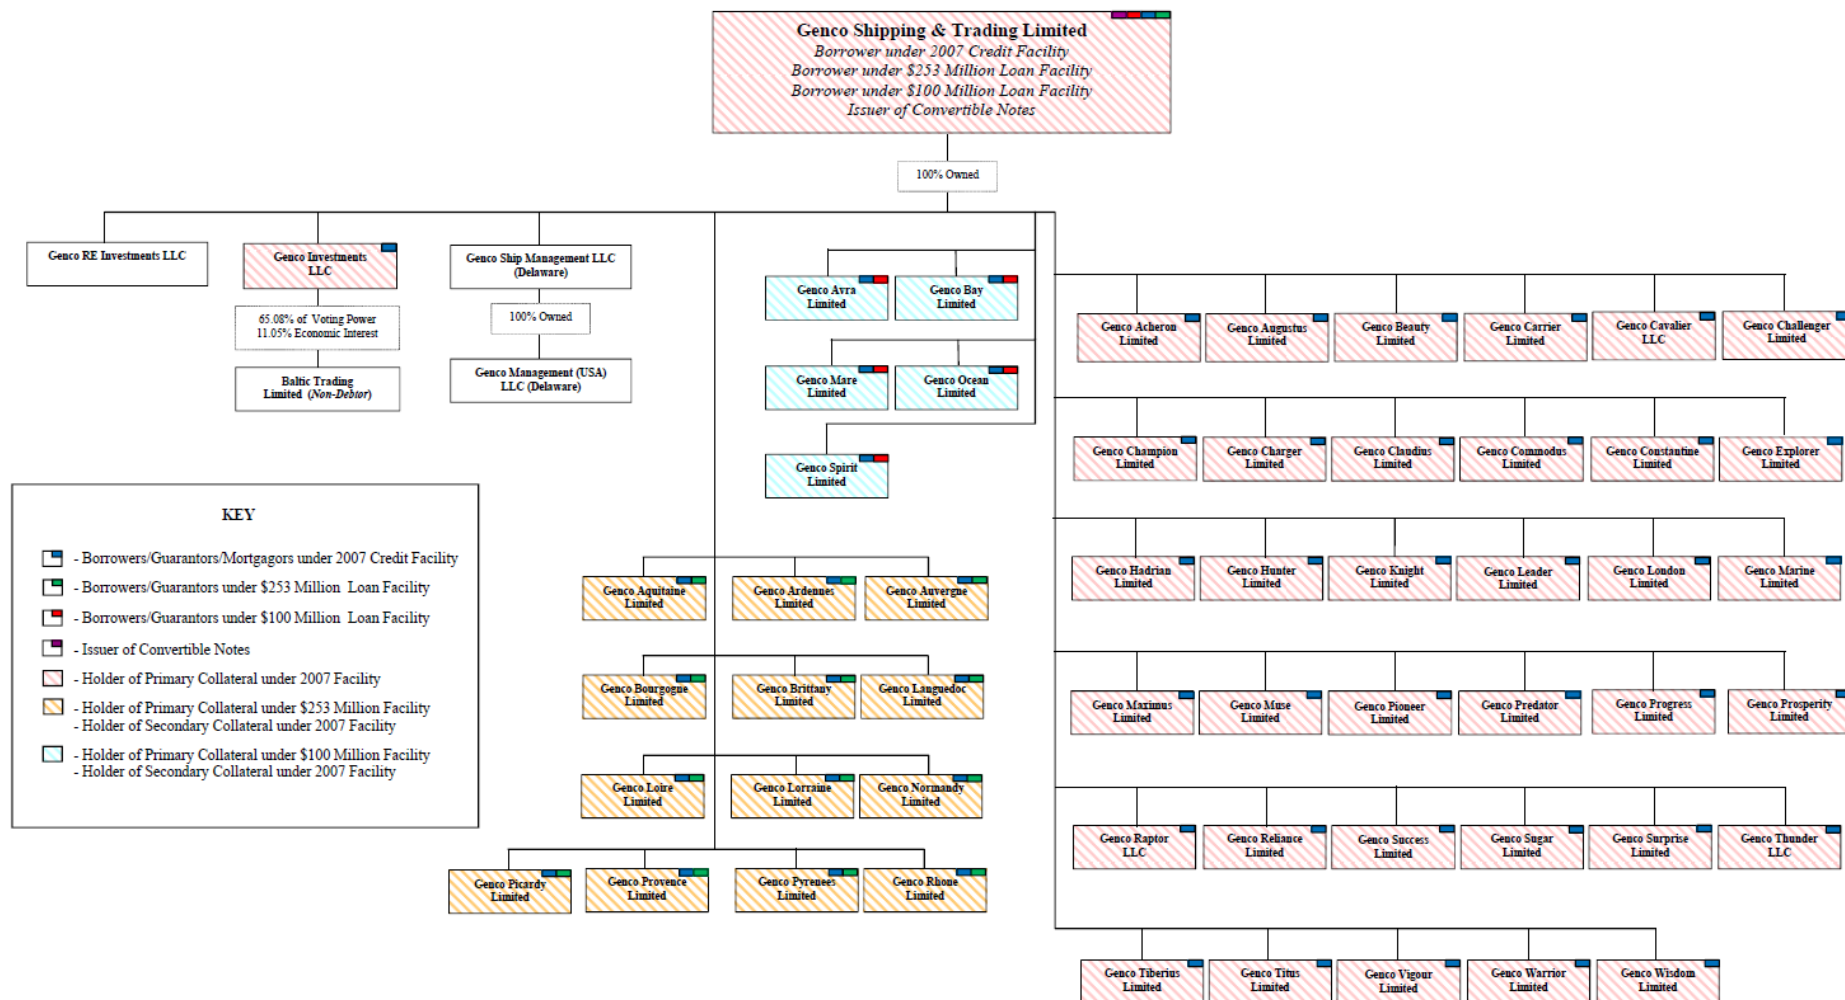 Genco Shipping & Trading Limited
Borrower under 2007 Credit Facility
Borrower under $253 Million Loan Facility
Borrower under $100 Million Loan Facility
Issuer of Convertible Notes
100% Owned
Genco RE Investments LLC
Genco Investments
LLC
65.08% of Voting Power
11.05% Economic Interest
Baltic Trading
Limited (Non-Debtor)
Genco Ship Management LLC
(Delaware)
100% Owned
Genco Management (USA)
LLC (Delaware)
Genco Avra
Limited
Genco Bay
Limited
Genco Mare
Limited
Genco Ocean
Limited
Genco Spirit
Limited
Genco Acheron
Limited
Genco Augustus
Limited
Genco Beauty
Limited
Genco Carrier
Limited
Genco Cavalier
LLC
Genco Challenger
Limited
Genco Champion
Limited
Genco Charger
Limited
Genco Claudius
Limited
Genco Commodus
Limited
Genco Constantine
Limited
Genco Explorer
Limited
Genco Hadrian
Limited
Genco Hunter
Limited
Genco Knight
Limited
Genco Leader
Limited
Genco London
Limited
Genco Marine
Limited
Genco Maximus
Limited
Genco Muse
Limited
Genco Pioneer
Limited
Genco Predator
Limited
Genco Progress
Limited
Genco Prosperity
Limited
Genco Raptor
LLC
Genco Reliance
Limited
Genco Success
Limited
Genco Sugar
Limited
Genco Surprise
Limited
Genco Thunder
LLC
Genco Tiberius
Limited
Genco Titus
Limited
Genco Vigour
Limited
Genco Warrior
Limited
Genco Wisdom
Limited
Genco Aquitaine
Limited
Genco Ardennes
Limited
Genco Auvergne
Limited
Genco Bourgogne
Limited
Genco Brittany
Limited
Genco Languedoc
Limited
Genco Loire
Limited
Genco Lorraine
Limited
Genco Normandy
Limited
Genco Picardy
Limited
Genco Provence
Limited
Genco Pyrenees
Limited
Genco Rhone
Limited
KEY
- Borrowers/Guarantors/Mortgagors under 2007 Credit Facility
- Borrowers/Guarantors under $253 Million Loan Facility
- Borrowers/Guarantors under $100 Million Loan Facility
- Issuer of Convertible Notes
- Holder of Primary Collateral under 2007 Facility
- Holder of Primary Collateral under $253 Million Facility
- Holder of Secondary Collateral under 2007 Facility
- Holder of Primary Collateral under $100 Million Facility
- Holder of Secondary Collateral under 2007 Facility